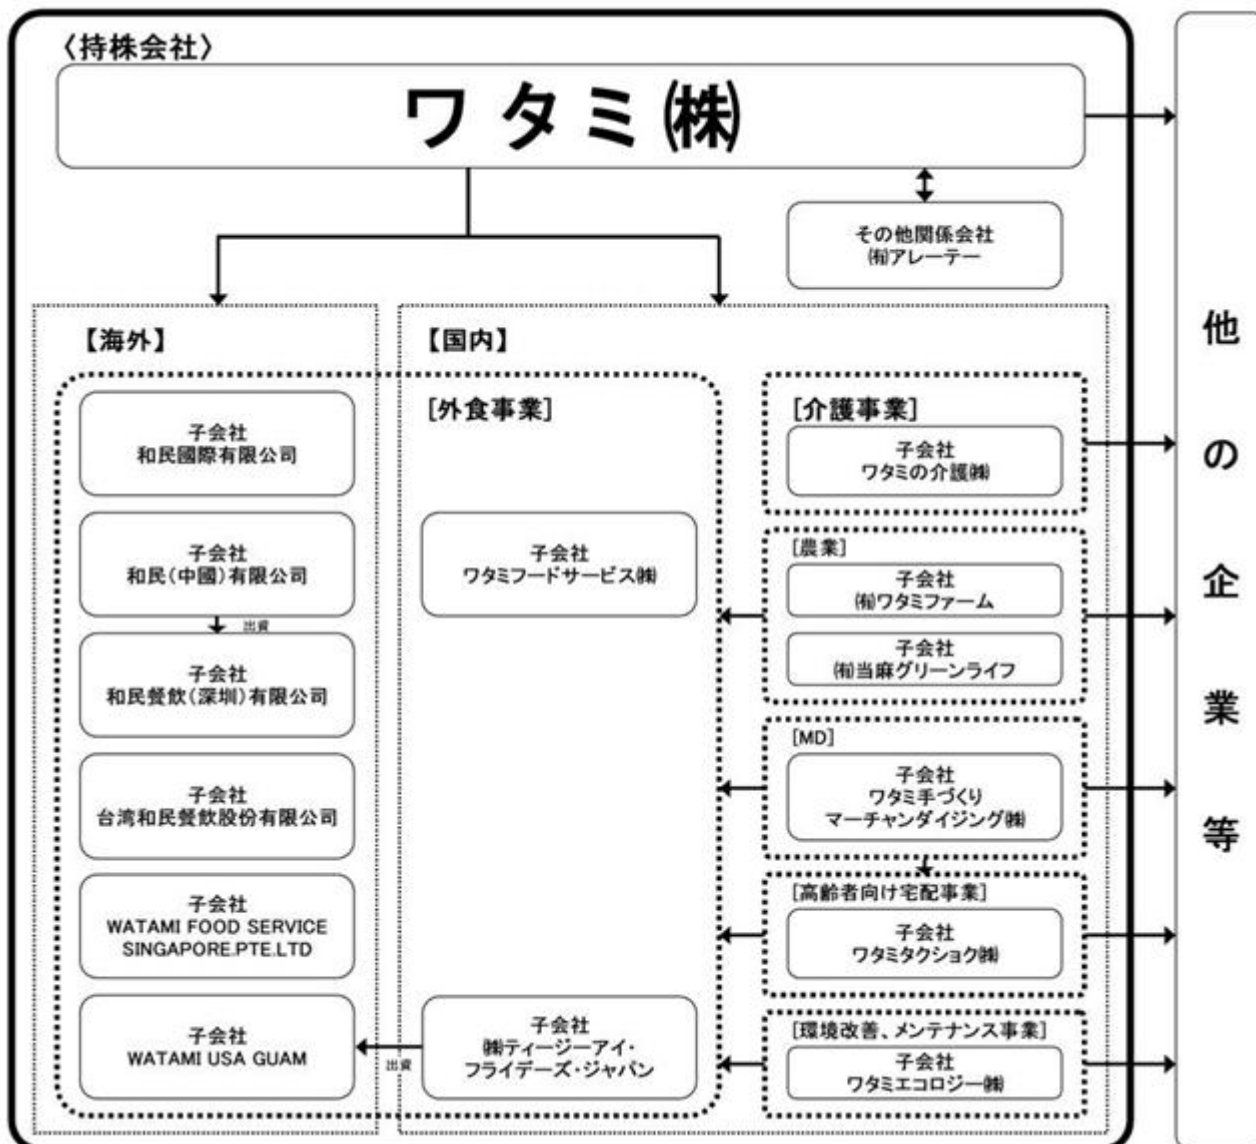 〈持株会社〉
ワタミ㈱
その他関係会社
㈲アレーテー
【海外】
子会社
和民國際有限公司
子会社
和民(中國)有限公司
出資
子会社
和民餐飲(深圳)有限公司
子会社
台湾和民餐飲股份有限公司
子会社
WATAMI FOOD SERVICE
SINGAPORE.PTE.LTD
子会社
WATAMI USA GUAM
【国内】
[外食事業]
子会社
ワタミフードサービス㈱
出資
子会社
㈱ティージーアイ・
フライデーズ・ジャパン
[介護事業]
子会社
ワタミの介護㈱
[農業]
子会社
㈲ワタミファーム
子会社
㈲当麻グリーンライフ
[MD]
子会社
ワタミ手づくり
マーチャンダイジング㈱
[高齢者向け宅配事業]
子会社
ワタミタクショク㈱
[環境改善、メンテナンス事業]
子会社
ワタミエコロジー㈱
他の企業等